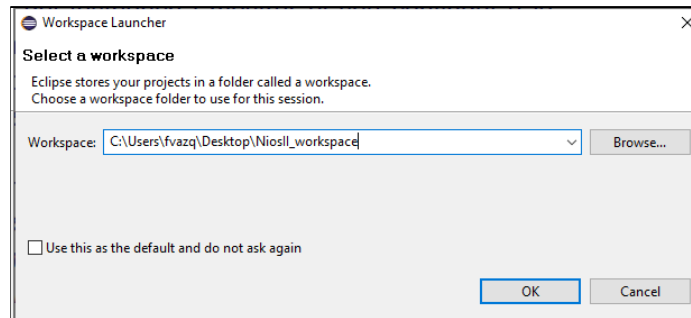 Workspace Launcher
Select a workspace
Eclipse stores your projects in a folder called a workspace.
Choose a workspace folder to use for this session.
Workspace: C:\Users\fvazq\Desktop\NiosII_workspace Browse...
Use this as the default and do not ask again
OK Cancel